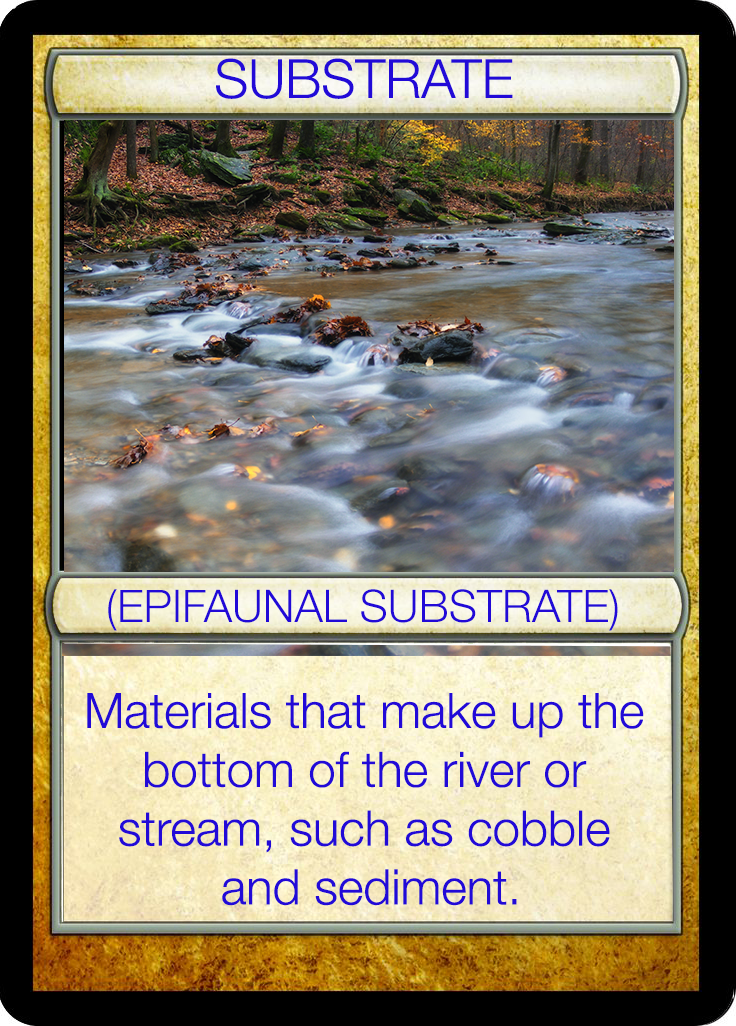 SUBSTRATE
(EPIFAUNAL SUBSTRATE)
Materials that make up the
bottom of the river or
stream, such as cobble
and sediment.